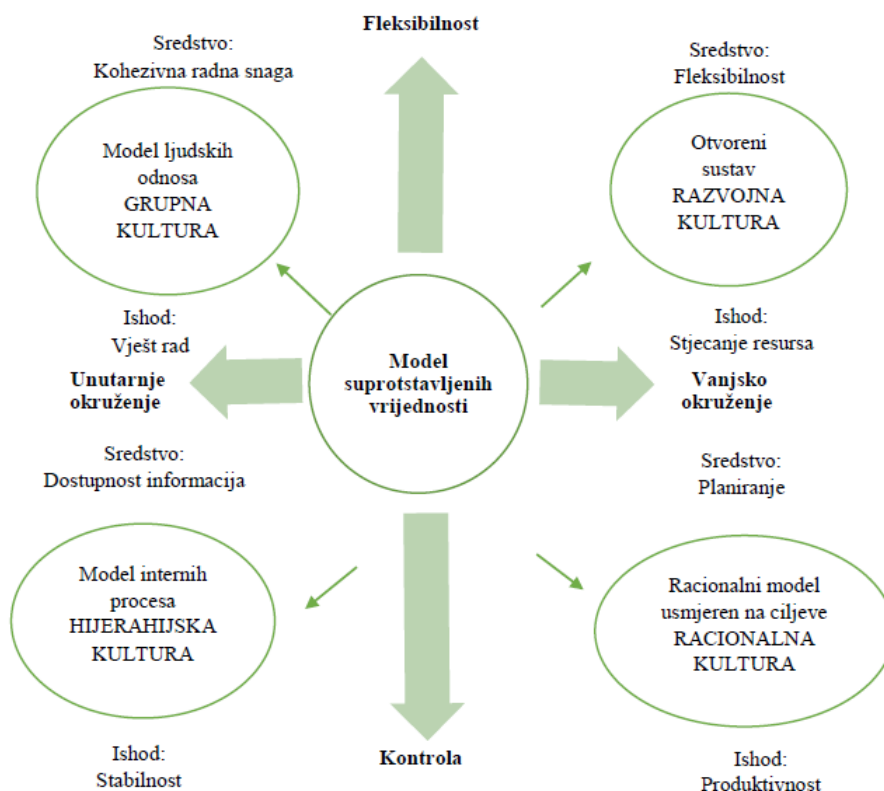 Fleksibilnost
Sredstvo:
Kohezivna radna snaga
Sredstvo:
Fleksibilnost
Model ljudskih
odnosa
GRUPNA
KULTURA
Otvoreni
sustav
RAZVOJNA
KULTURA
Ishod:
Vješt rad
Ishod:
Stjecanje resursa
Unutarnje
okruženje
Model
suprotstavljenih
vrijednosti
Vanjsko
okruženje
Sredstvo:
Dostupnost informacija
Sredstvo:
Planiranje
Model internih
procesa
HIJERAHIJSKA
KULTURA
Racionalni model
usmjeren na ciljeve
RACIONALNA
KULTURA
Ishod:
Stabilnost
Kontrola
Ishod:
Produktivnost